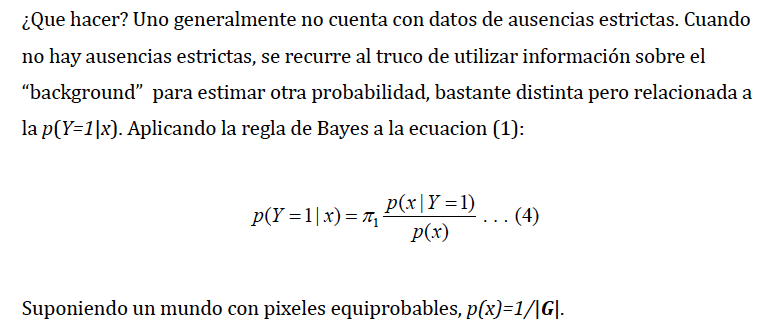 ¿Que hacer? Uno generalmente no cuenta con datos de ausencias estrictas. Cuando
no hay ausencias estrictas, se recurre al truco de utilizar información sobre el
“background” para estimar otra probabilidad, bastante distinta pero relacionada a
la p(Y=1|x). Aplicando la regla de Bayes a la ecuacion (1):
p(Y = 1 | x) = π₁ p(x | Y = 1) / p(x) . . . (4)
Suponiendo un mundo con pixeles equiprobables, p(x)=1/|G|.